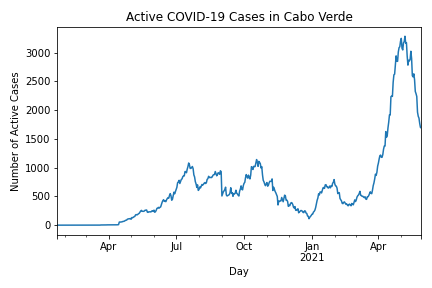 Active COVID-19 Cases in Cabo Verde
Number of Active Cases
3000
2500
2000
1500
1000
500
0
Apr
Jul
Oct
Jan
2021
Apr
Day